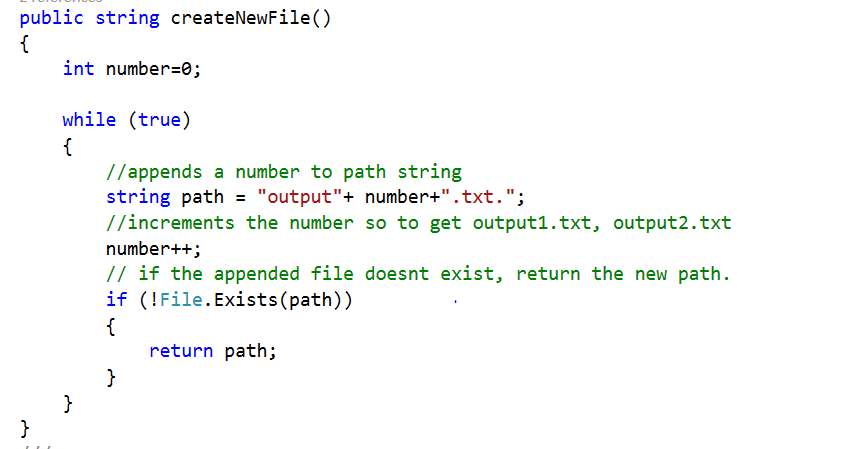 2 references
public string createNewFile()
{
    int number=0;

    while (true)
    {
        //appends a number to path string
        string path = "output"+ number+".txt.";
        //increments the number so to get output1.txt, output2.txt
        number++;
        // if the appended file doesnt exist, return the new path.
        if (!File.Exists(path))
        {
            return path;
        }
    }
}
///